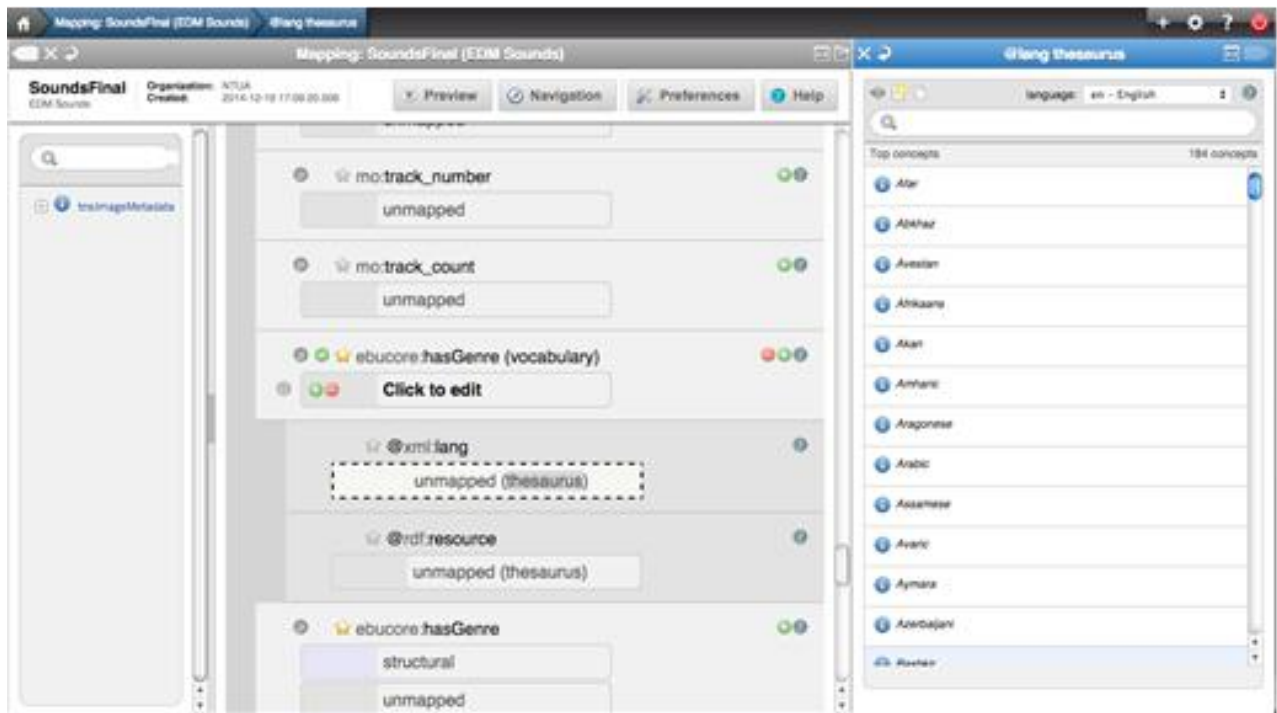 Mapping: SoundsFinal (EDM Sounds)
@lang thesaurus
Mapping: SoundsFinal (EDM Sounds)
@lang thesaurus
SoundsFinal
EDM Sounds
Organization: NTUA
Created:
Preview
Navigation
Preferences
Help
language: en - English
Top concepts
184 concepts
tns:imageMetadata
mo:track_number
unmapped
mo:track_count
unmapped
ebucore:hasGenre (vocabulary)
Click to edit
@xml:lang
unmapped (thesaurus)
@rdf:resource
unmapped (thesaurus)
ebucore:hasGenre
structural
unmapped
Afar
Abkhaz
Avestan
Afrikaans
Akan
Amharic
Aragonese
Arabic
Assamese
Avaric
Aymara
Azerbaijani